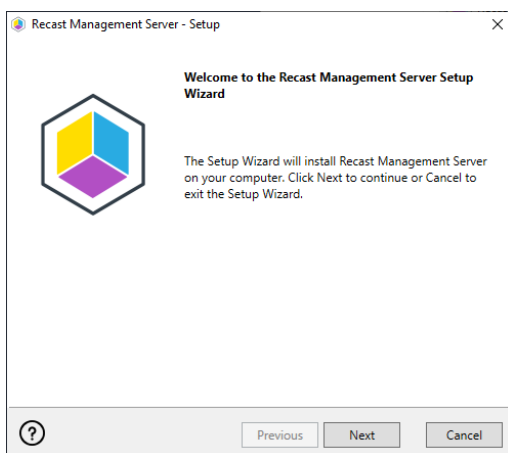 Recast Management Server - Setup
Welcome to the Recast Management Server Setup
Wizard
The Setup Wizard will install Recast Management Server
on your computer. Click Next to continue or Cancel to
exit the Setup Wizard.
?
Previous
Next
Cancel